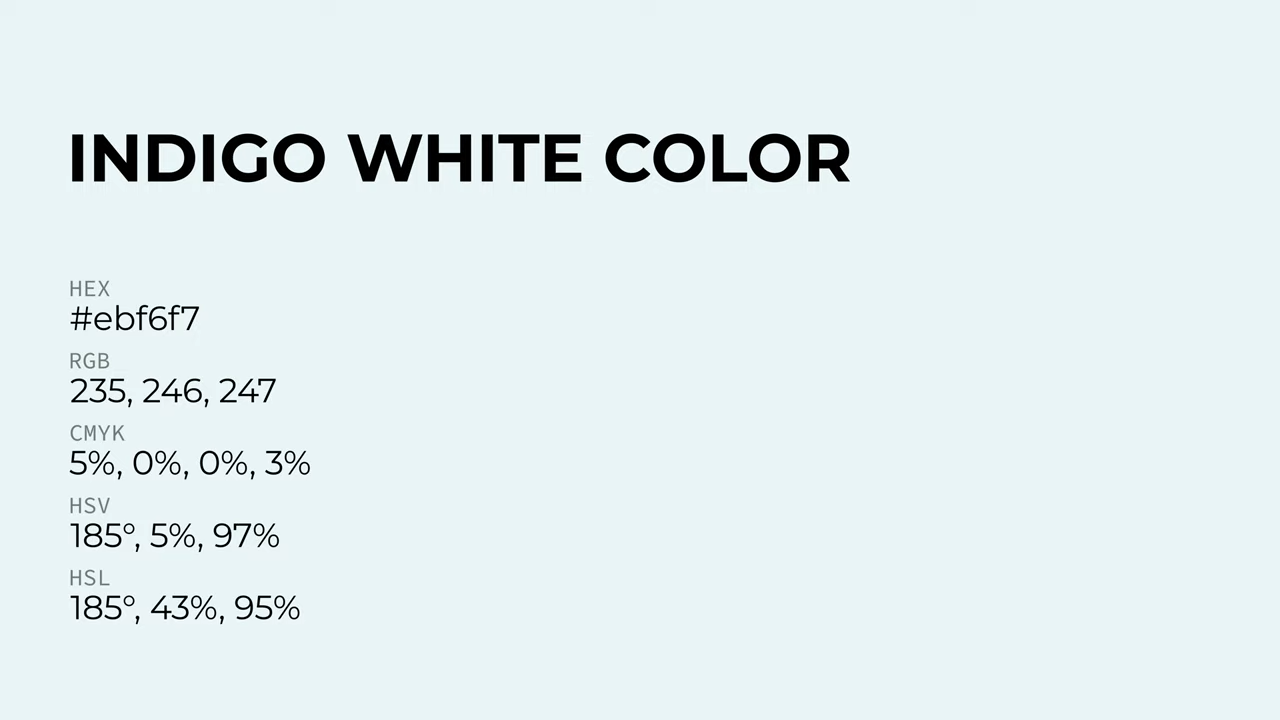 INDIGO WHITE COLOR
HEX
#ebf6f7
RGB
235, 246, 247
CMYK
5%, 0%, 0%, 3%
HSV
185°, 5%, 97%
HSL
185°, 43%, 95%